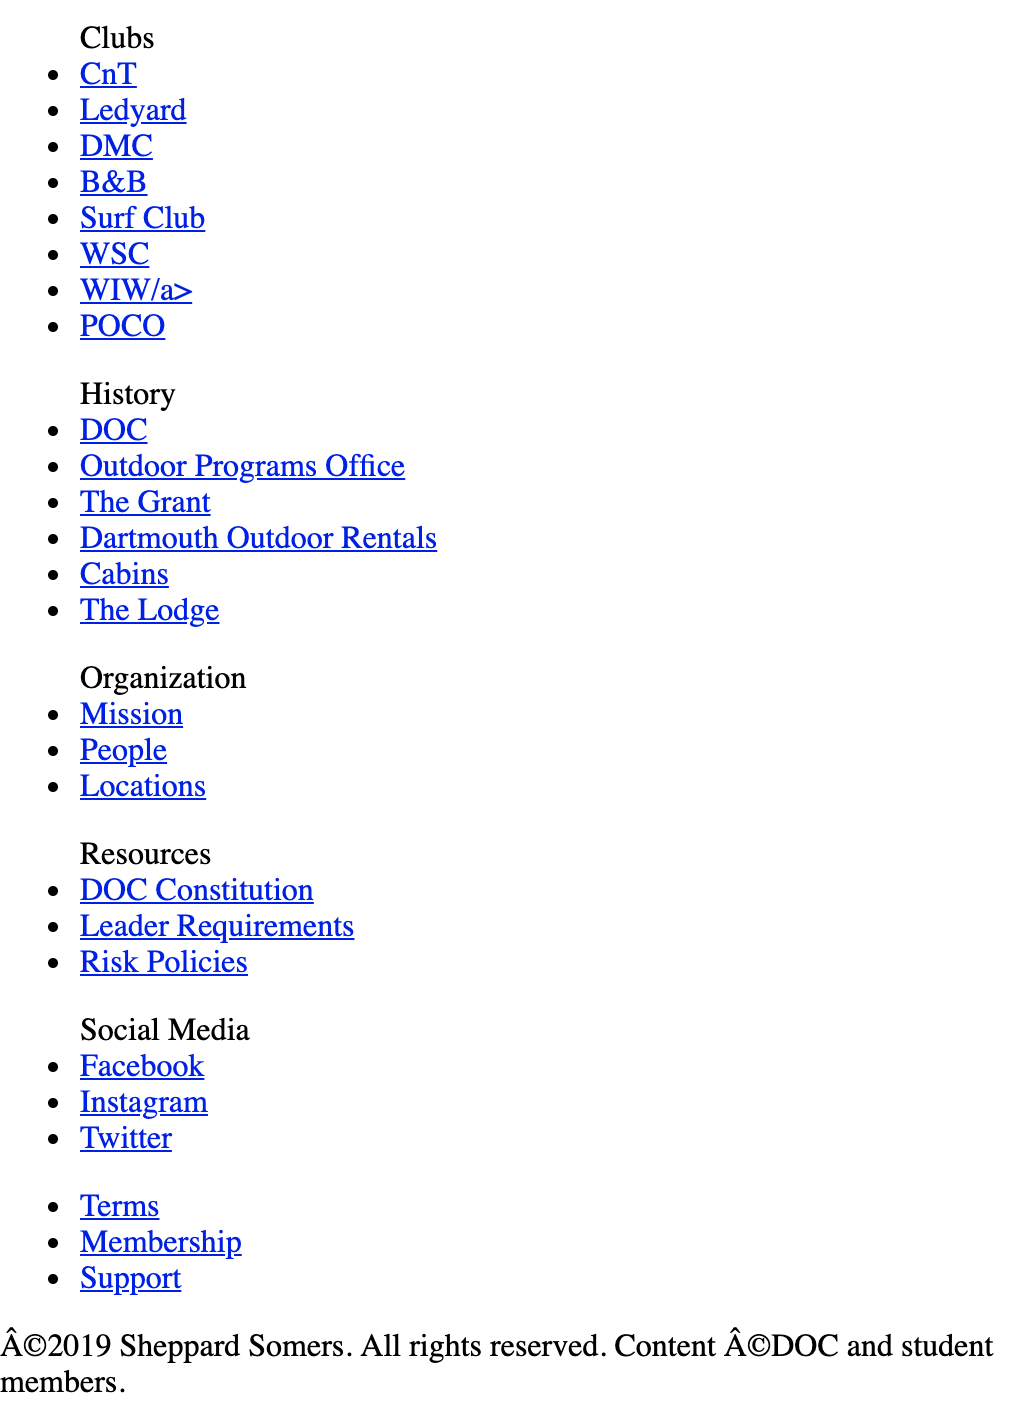 Clubs
CnT
Ledyard
DMC
B&B
Surf Club
WSC
WIW/a>
POCO
History
DOC
Outdoor Programs Office
The Grant
Dartmouth Outdoor Rentals
Cabins
The Lodge
Organization
Mission
People
Locations
Resources
DOC Constitution
Leader Requirements
Risk Policies
Social Media
Facebook
Instagram
Twitter
Terms
Membership
Support
Â©2019 Sheppard Somers. All rights reserved. Content Â©DOC and student
members.